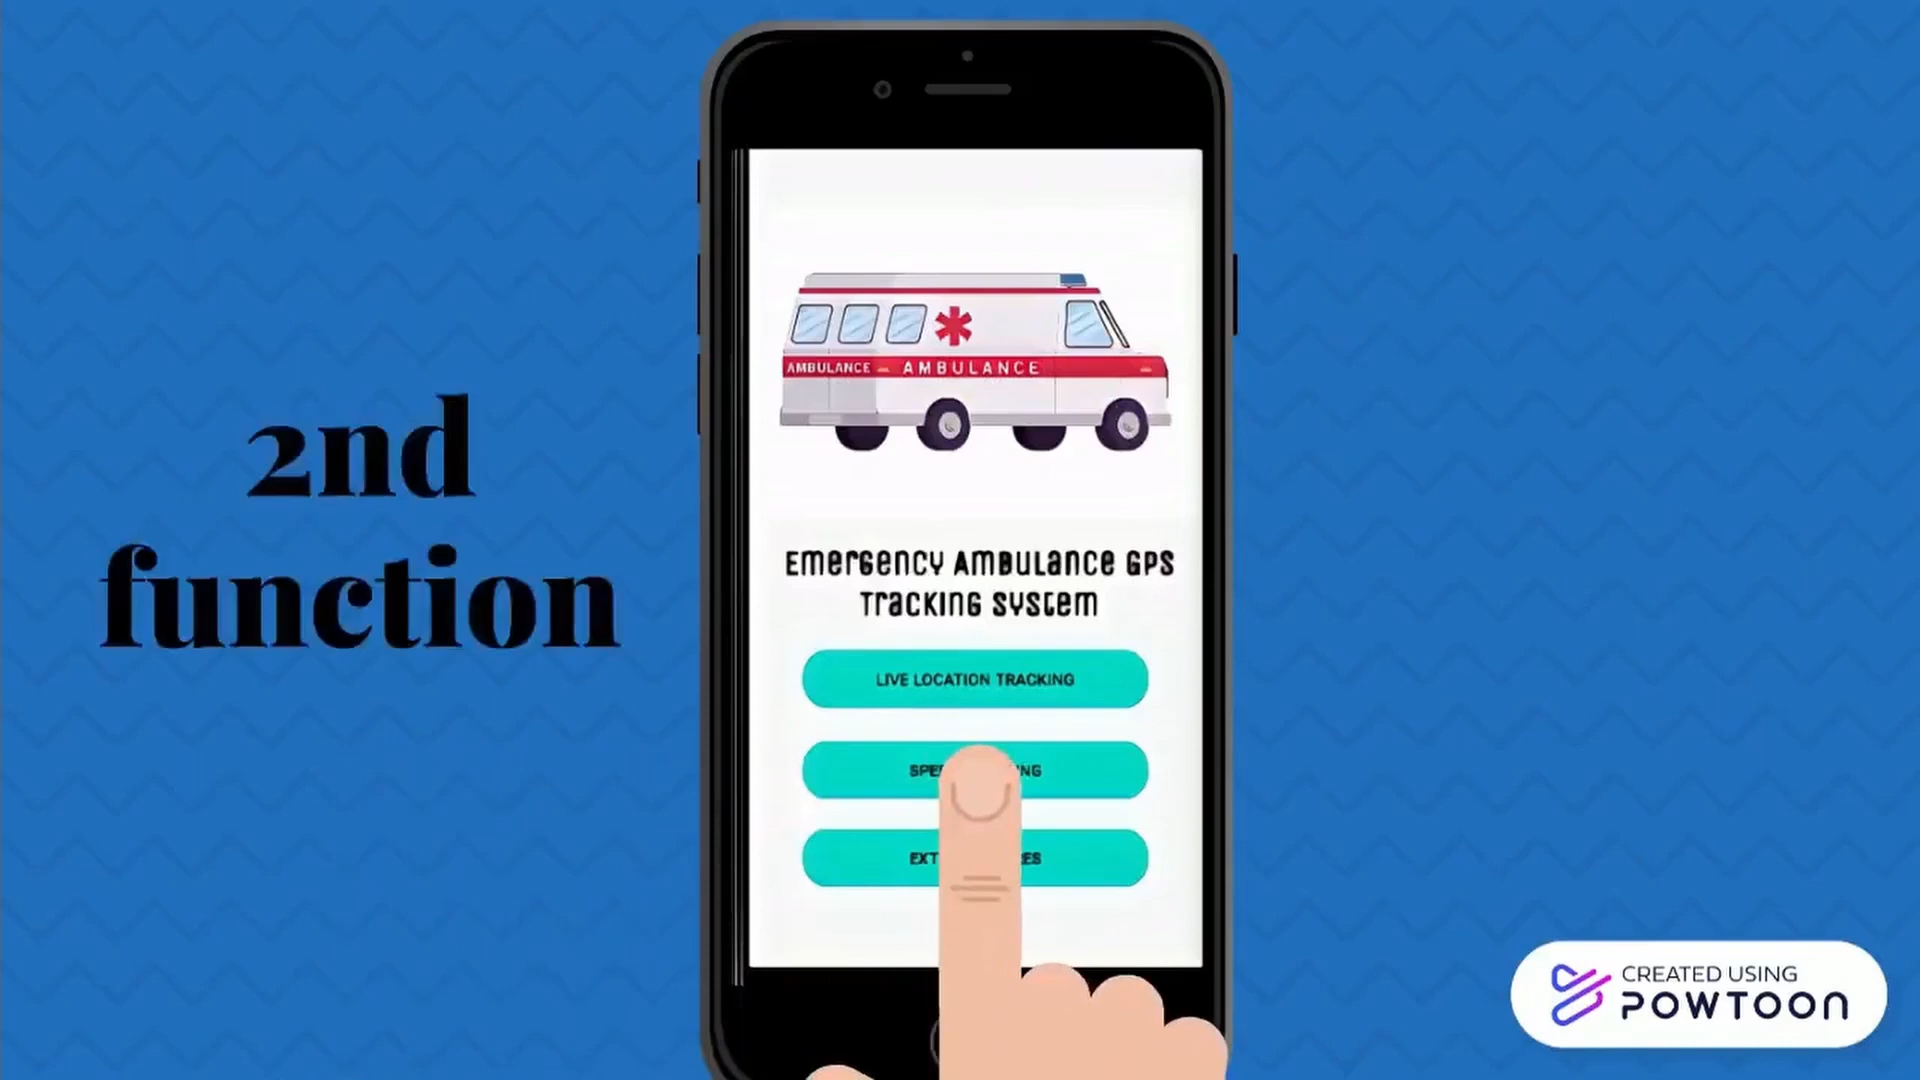 2nd
function
AMBULANCE
AMBULANCE
EMERGENCY AMBULANCE GPS
TRACKING SYSTEM
LIVE LOCATION TRACKING
CREATED USING
POWTOON